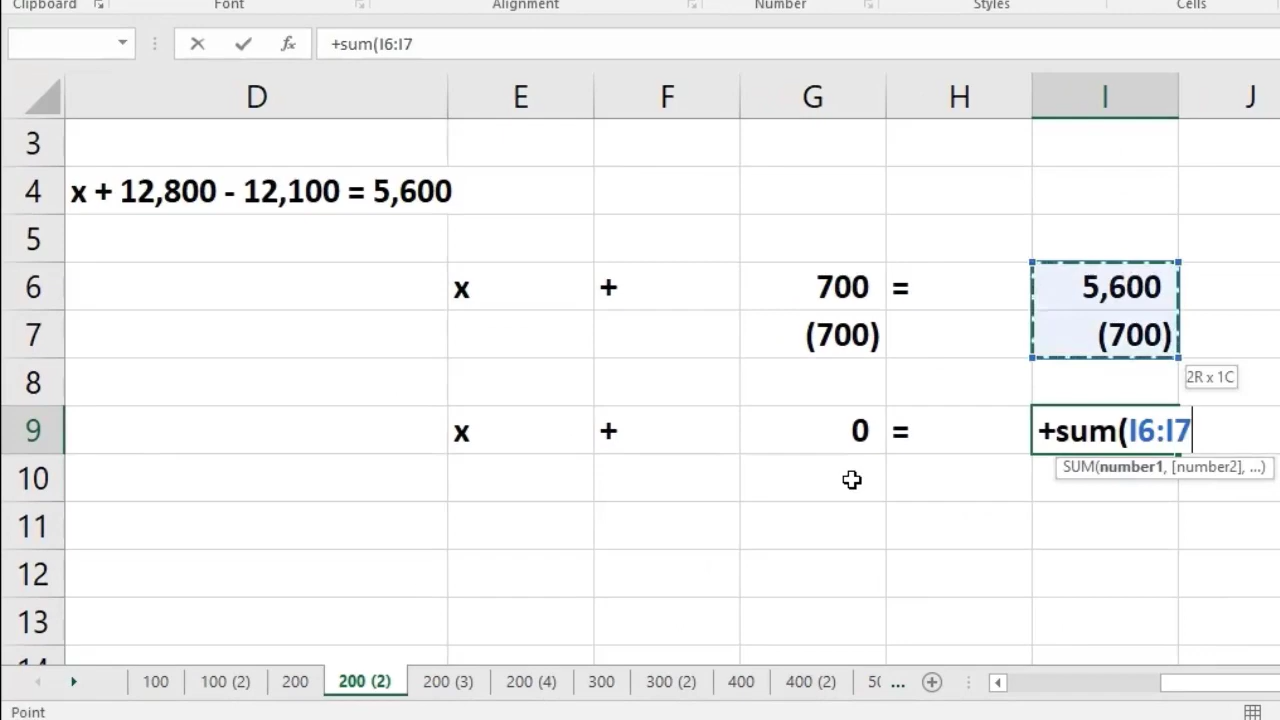 Clipboard Font Alignment Number Styles Cells
+sum(I6:I7
D E F G H I J
3
4 x + 12,800 - 12,100 = 5,600
5
6 x + 700 = 5,600
7 (700) (700)
8 2R x 1C
9 x + 0 = +sum(I6:I7
SUM(number1, [number2], ...)
10
11
12
13
14
100 100 (2) 200 200 (2) 200 (3) 200 (4) 300 300 (2) 400 400 (2) ...
Point